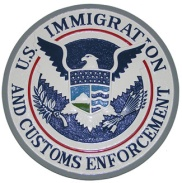 U.S. IMMIGRATION
AND CUSTOMS ENFORCEMENT